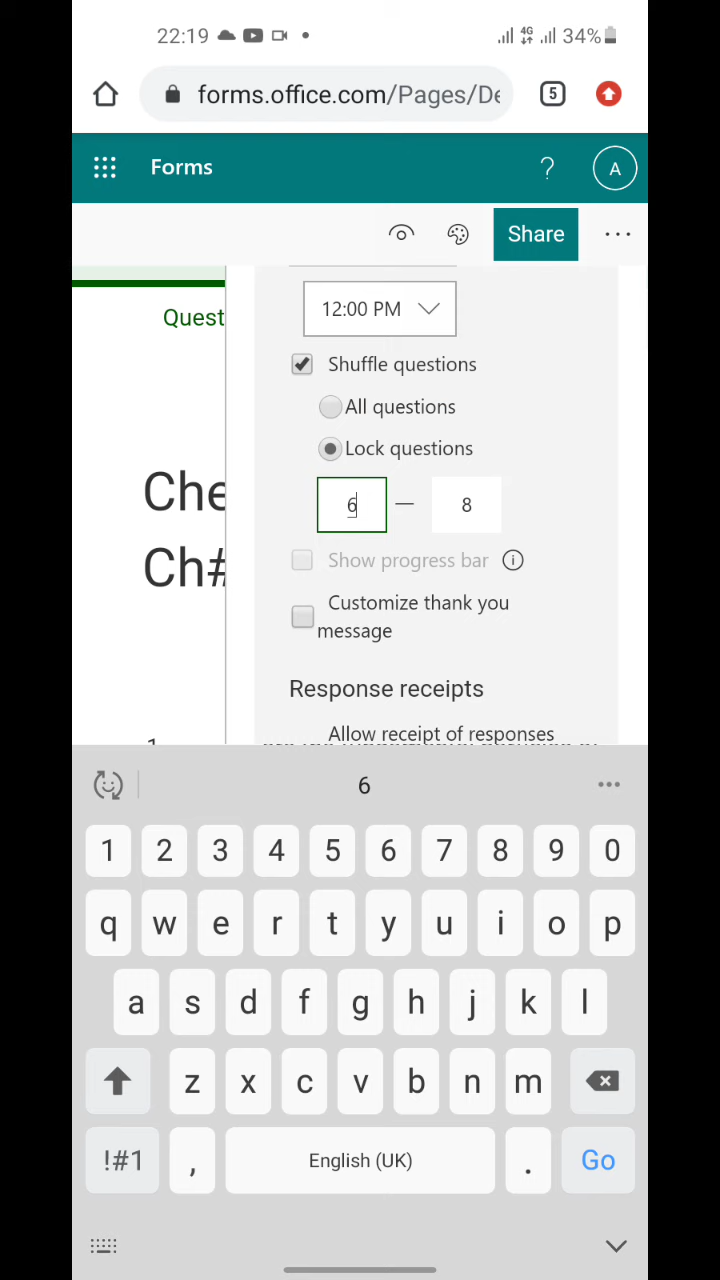 22:19 4G 34%
forms.office.com/Pages/De 5
Forms ? A
Share ...
12:00 PM
Quest
Shuffle questions
All questions
Lock questions
Che
6 — 8
Ch#
Show progress bar i
Customize thank you
message
Response receipts
Allow receipt of responses
6 ...
1 2 3 4 5 6 7 8 9 0
q w e r t y u i o p
a s d f g h j k l
z x c v b n m
!#1 , English (UK) . Go